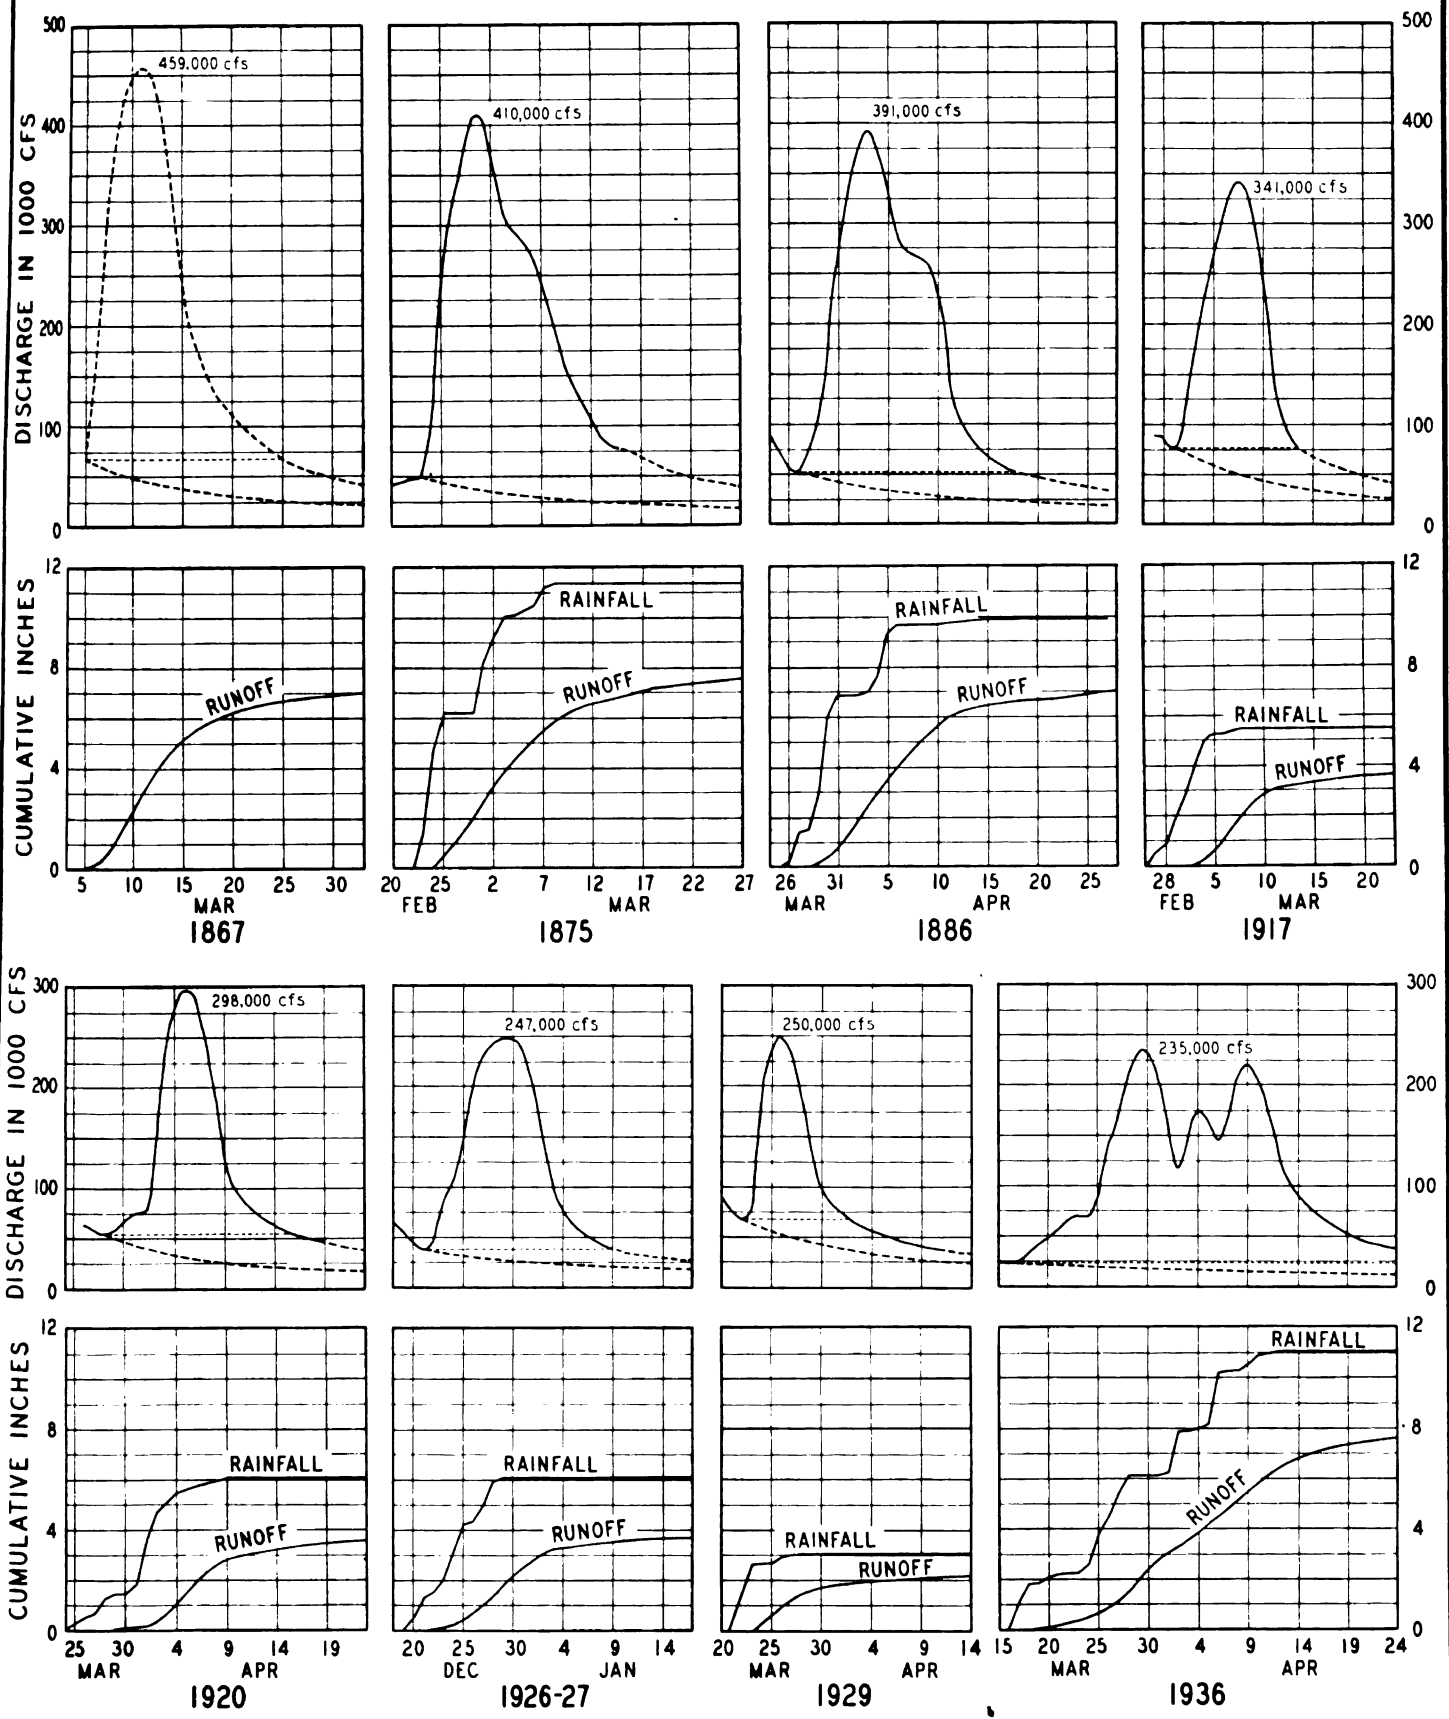 DISCHARGE IN 1000 CFS
500
400
300
200
100
0
459,000 cfs
410,000 cfs
391,000 cfs
341,000 cfs
500
400
300
200
100
0
CUMULATIVE INCHES
12
8
4
0
RUNOFF
RAINFALL
RUNOFF
RAINFALL
RUNOFF
RAINFALL
RUNOFF
12
8
4
0
5 10 15 20 25 30
MAR
1867
20 25 2 7 12 17 22 27
FEB MAR
1875
26 31 5 10 15 20 25
MAR APR
1886
28 5 10 15 20
FEB MAR
1917
DISCHARGE IN 1000 CFS
300
200
100
0
298,000 cfs
247,000 cfs
250,000 cfs
235,000 cfs
300
200
100
0
CUMULATIVE INCHES
12
8
4
0
RAINFALL
RUNOFF
RAINFALL
RUNOFF
RAINFALL
RUNOFF
RAINFALL
RUNOFF
12
8
4
0
25 30 4 9 14 19
MAR APR
1920
20 25 30 4 9 14
DEC JAN
1926-27
20 25 30 4 9 14
MAR APR
1929
15 20 25 30 4 9 14 19 24
MAR APR
1936